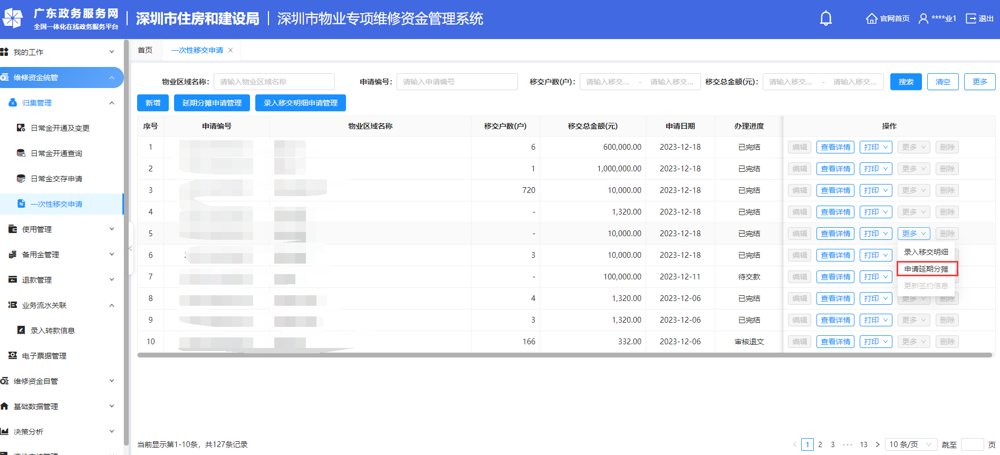 广东政务服务网
全国一体化在线政务服务平台
深圳市住房和建设局
深圳市物业专项维修资金管理系统
官网首页
****业1
退出
我的工作
维修资金统管
归集管理
日常金开通及变更
日常金开通查询
日常金交存申请
一次性移交申请
使用管理
备用金管理
退款管理
业务流水关联
录入转款信息
电子票据管理
维修资金自管
基础数据管理
决策分析
首页
一次性移交申请
物业区域名称: 请输入物业区域名称
申请编号: 请输入申请编号
移交户数(户): 请输入移交... - 请输入移交...
移交总金额(元): 请输入移交... - 请输入移交...
搜索 清空 更多
新增 延期分摊申请管理 录入移交明细申请管理
序号 申请编号 物业区域名称 移交户数(户) 移交总金额(元) 申请日期 办理进度 操作
1 6 600,000.00 2023-12-18 已完结 编辑 查看详情 打印 更多 删除
2 1 1,000,000.00 2023-12-18 已完结 编辑 查看详情 打印 更多 删除
3 720 10,000.00 2023-12-18 已完结 编辑 查看详情 打印 更多 删除
4 - 1,320.00 2023-12-18 已完结 编辑 查看详情 打印 更多 删除
5 - 10,000.00 2023-12-18 已完结 编辑 查看详情 打印 更多 删除
录入移交明细
申请延期分摊
更新签约信息
6 3 10,000.00 2023-12-18 已完结 编辑 查看详情 打印
7 - 100,000.00 2023-12-11 待交款 编辑 查看详情 打印
8 4 1,320.00 2023-12-06 已完结 编辑 查看详情 打印 更多 删除
9 3 1,320.00 2023-12-06 已完结 编辑 查看详情 打印 更多 删除
10 166 332.00 2023-12-06 审核退文 编辑 查看详情 打印 更多 删除
当前显示第1-10条，共127条记录
1 2 3 ··· 13 10 条/页 跳至 页